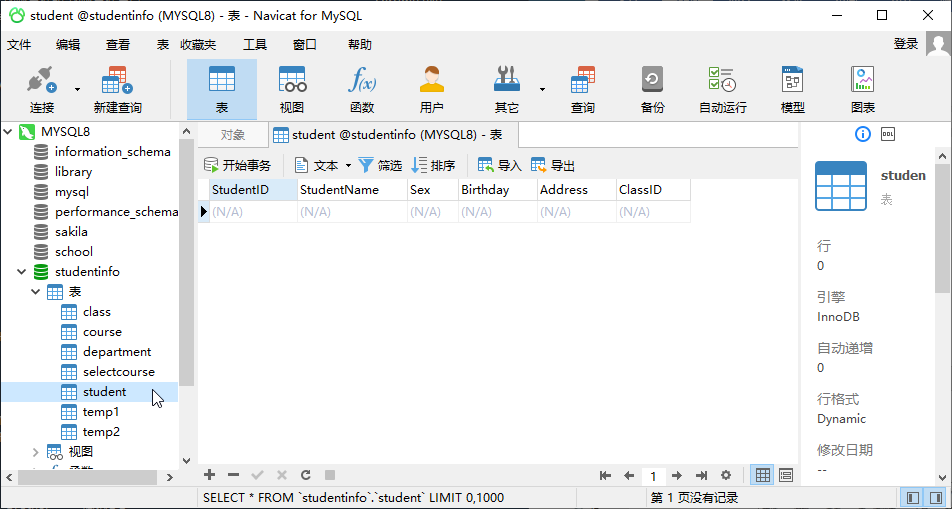 student @studentinfo (MYSQL8) - 表 - Navicat for MySQL
文件 编辑 查看 表 收藏夹 工具 窗口 帮助 登录
连接 新建查询 表 视图 函数 用户 其它 查询 备份 自动运行 模型 图表
f(x)
MYSQL8
information_schema
library
mysql
performance_schema
sakila
school
studentinfo
表
class
course
department
selectcourse
student
temp1
temp2
视图
函数
对象 student @studentinfo (MYSQL8) - 表
开始事务 文本 筛选 排序 导入 导出
StudentID StudentName Sex Birthday Address ClassID
(N/A) (N/A) (N/A) (N/A) (N/A) (N/A)
1
DDL
studen
表
行
0
引擎
InnoDB
自动递增
0
行格式
Dynamic
修改日期
--
SELECT * FROM `studentinfo`.`student` LIMIT 0,1000 第 1 页没有记录